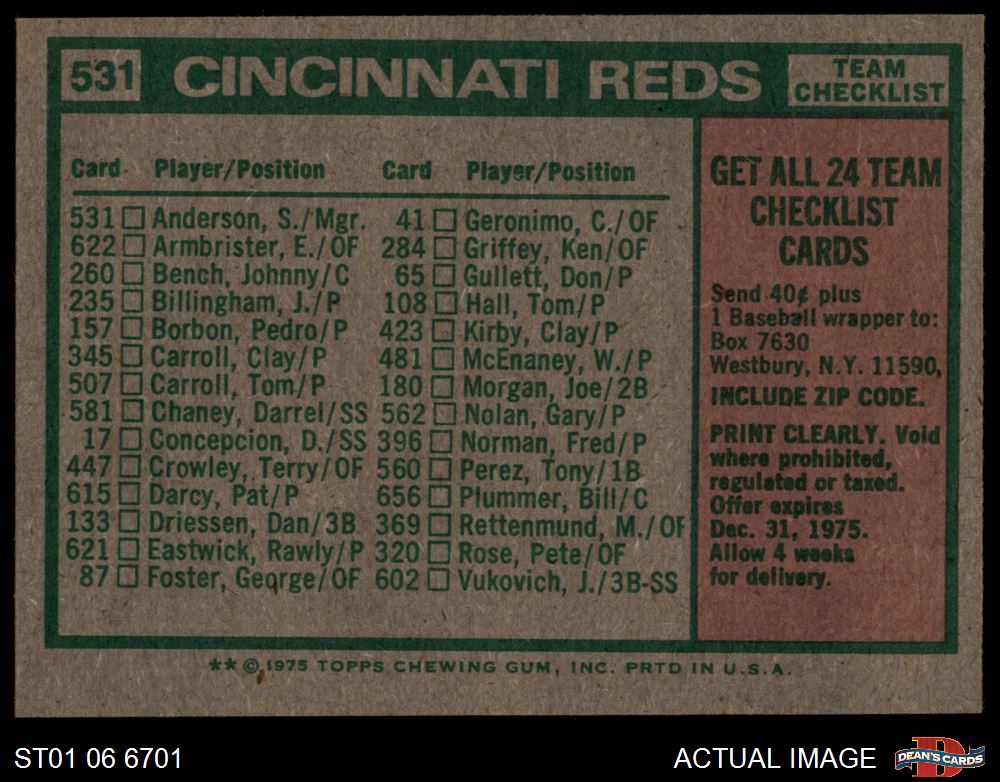 531 CINCINNATI REDS TEAM CHECKLIST
Card Player/Position
531 Anderson, S./Mgr.
622 Armbrister, E./OF
260 Bench, Johnny/C
235 Billingham, J./P
157 Borbon, Pedro/P
345 Carroll, Clay/P
507 Carroll, Tom/P
581 Chaney, Darrel/SS
17 Concepcion, D./SS
447 Crowley, Terry/OF
615 Darcy, Pat/P
133 Driessen, Dan/3B
621 Eastwick, Rawly/P
87 Foster, George/OF
Card Player/Position
41 Geronimo, C./OF
284 Griffey, Ken/OF
65 Gullett, Don/P
108 Hall, Tom/P
423 Kirby, Clay/P
481 McEnaney, W./P
180 Morgan, Joe/2B
562 Nolan, Gary/P
396 Norman, Fred/P
560 Perez, Tony/1B
656 Plummer, Bill/C
369 Rettenmund, M./OF
320 Rose, Pete/OF
602 Vukovich, J./3B-SS
GET ALL 24 TEAM
CHECKLIST
CARDS
Send 40¢ plus
1 Baseball wrapper to:
Box 7630
Westbury, N.Y. 11590,
INCLUDE ZIP CODE.
PRINT CLEARLY. Void
where prohibited,
regulated or taxed.
Offer expires
Dec. 31, 1975.
Allow 4 weeks
for delivery.
** © 1975 TOPPS CHEWING GUM, INC. PRTD IN U.S.A.
ST01 06 6701
ACTUAL IMAGE
D
DEAN'S CARDS